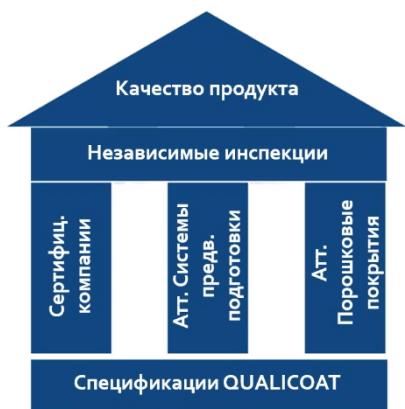 Качество продукта
Независимые инспекции
Сертифиц.
компании
Атт. Системы
предв.
подготовки
Атт.
Порошковые
покрытия
Спецификации QUALICOAT